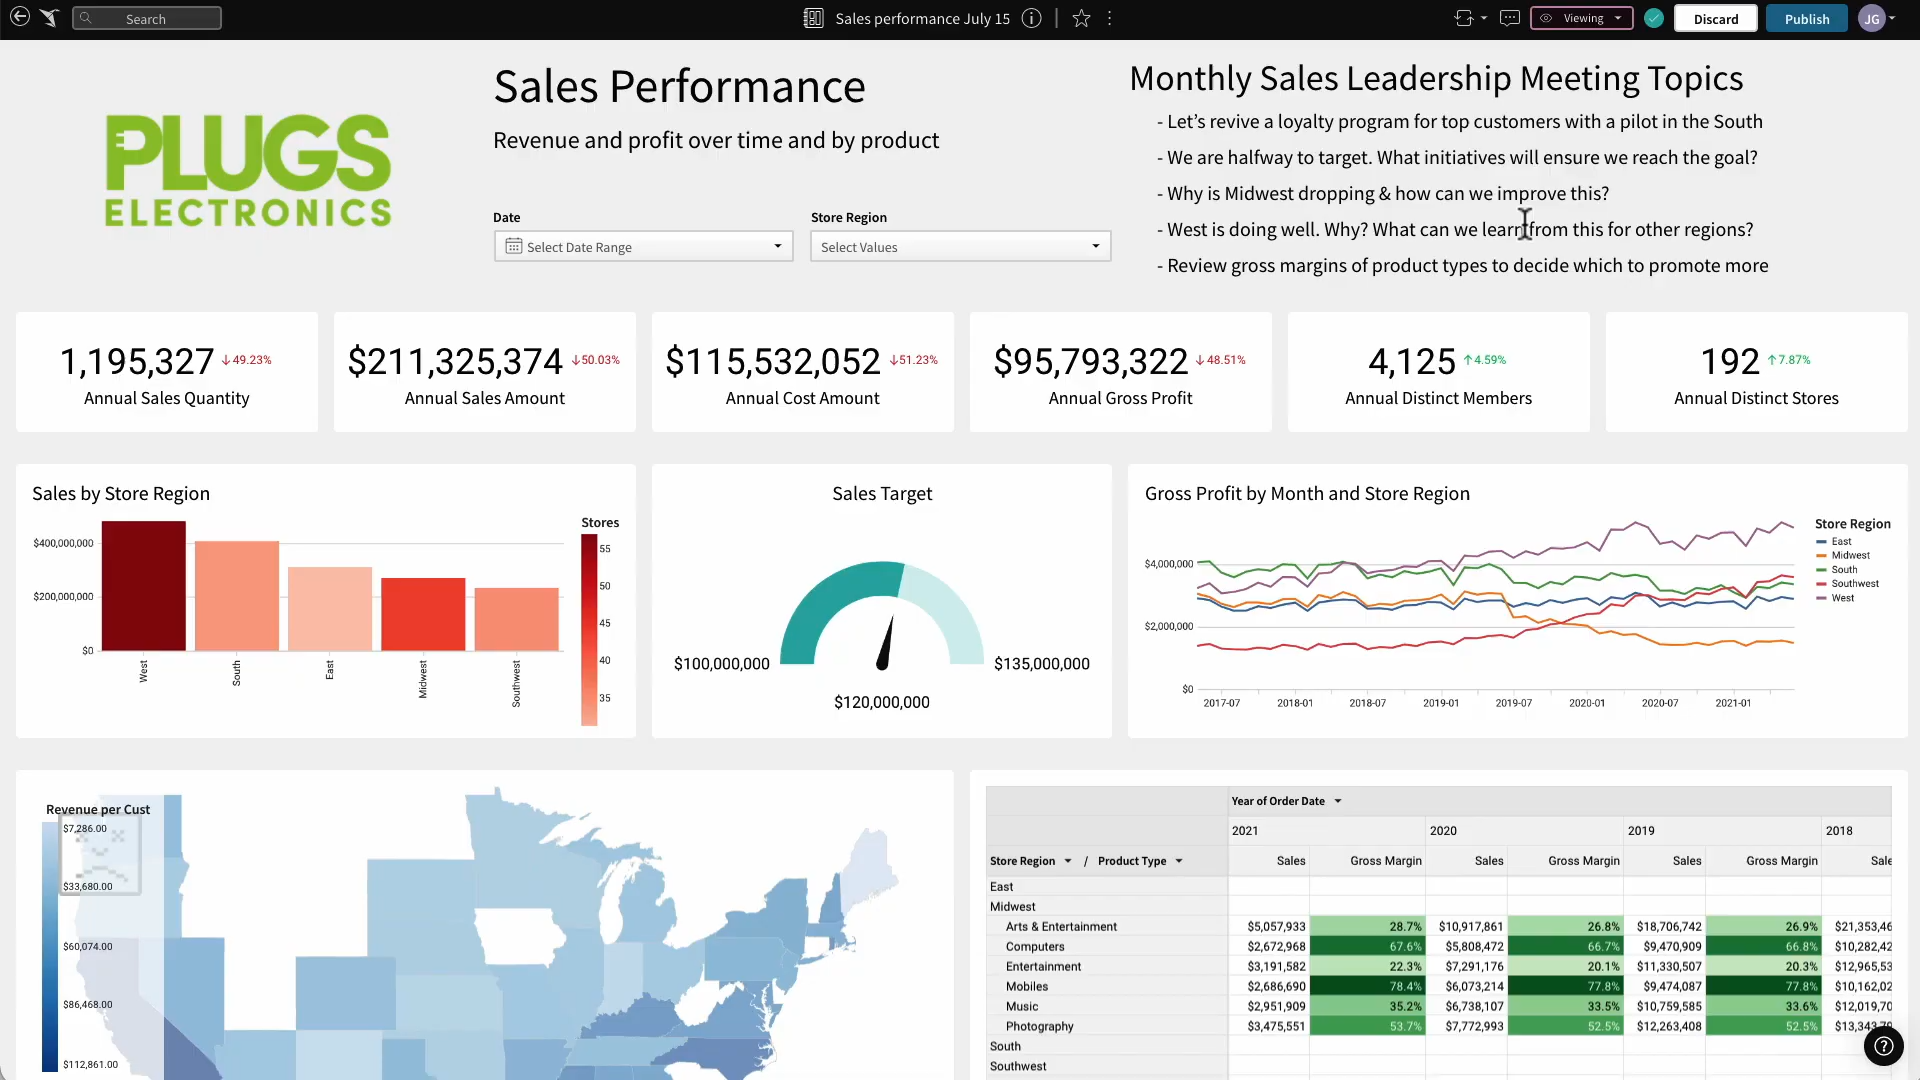 Search
Sales performance July 15
Viewing
Discard
Publish
JG
PLUGS
ELECTRONICS
Sales Performance
Revenue and profit over time and by product
Date
Select Date Range
Store Region
Select Values
Monthly Sales Leadership Meeting Topics
- Let’s revive a loyalty program for top customers with a pilot in the South
- We are halfway to target. What initiatives will ensure we reach the goal?
- Why is Midwest dropping & how can we improve this?
- West is doing well. Why? What can we learn from this for other regions?
- Review gross margins of product types to decide which to promote more
1,195,327 ↓49.23%
Annual Sales Quantity
$211,325,374 ↓50.03%
Annual Sales Amount
$115,532,052 ↓51.23%
Annual Cost Amount
$95,793,322 ↓48.51%
Annual Gross Profit
4,125 ↑4.59%
Annual Distinct Members
192 ↑7.87%
Annual Distinct Stores
Sales by Store Region
$400,000,000
$200,000,000
$0
West
South
East
Midwest
Southwest
Stores
55
50
45
40
35
Sales Target
$100,000,000
$135,000,000
$120,000,000
Gross Profit by Month and Store Region
$4,000,000
$2,000,000
$0
2017-07 2018-01 2018-07 2019-01 2019-07 2020-01 2020-07 2021-01
Store Region
East
Midwest
South
Southwest
West
Revenue per Cust
$7,286.00
$33,680.00
$60,074.00
$86,468.00
$112,861.00
Year of Order Date
2021 2020 2019 2018
Store Region / Product Type Sales Gross Margin Sales Gross Margin Sales Gross Margin Sale
East
Midwest
Arts & Entertainment $5,057,933 28.7% $10,917,861 26.8% $18,706,742 26.9% $21,353,46
Computers $2,672,968 67.6% $5,808,472 66.7% $9,470,909 66.8% $10,282,42
Entertainment $3,191,582 22.3% $7,291,176 20.1% $11,330,507 20.3% $12,965,53
Mobiles $2,686,690 78.4% $6,073,214 77.8% $9,474,087 77.8% $10,162,02
Music $2,951,909 35.2% $6,738,107 33.5% $10,759,585 33.6% $12,019,70
Photography $3,475,551 53.7% $7,772,993 52.5% $12,263,408 52.5% $13,343,
South
Southwest